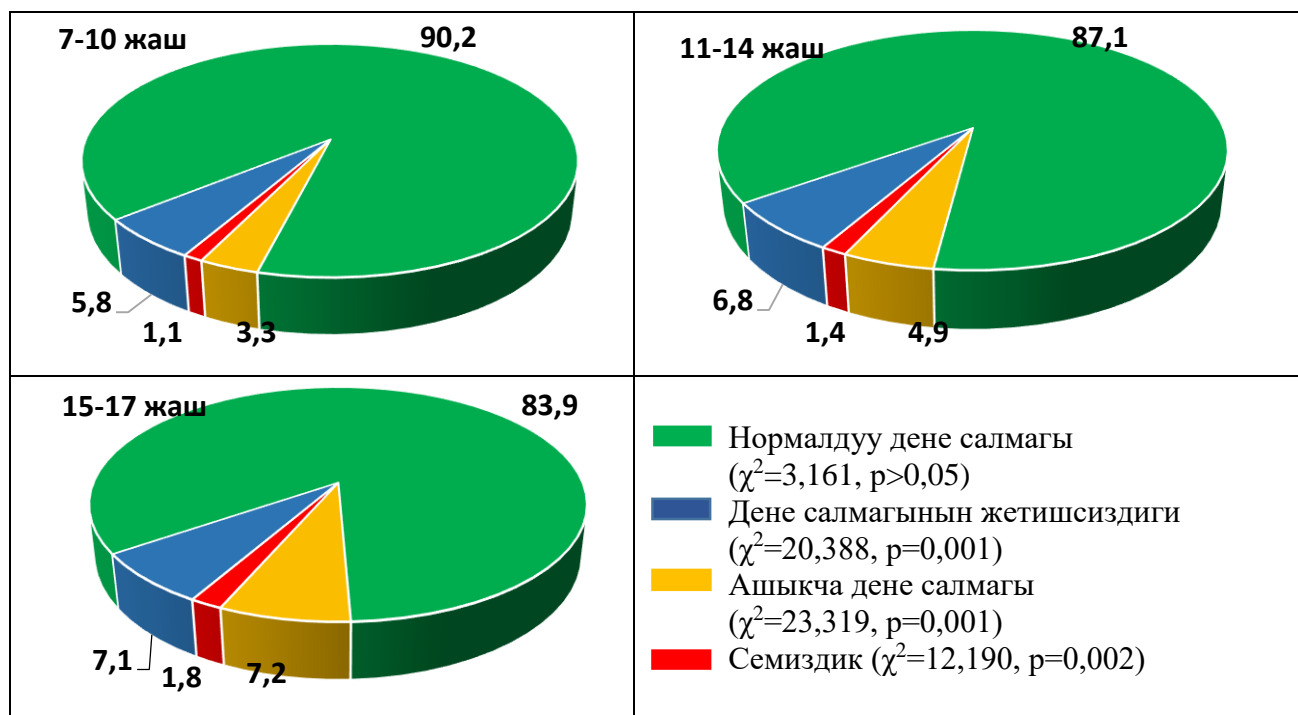 7-10 жаш
90,2
5,8
1,1
3,3
11-14 жаш
87,1
6,8
1,4
4,9
15-17 жаш
83,9
7,1
1,8
7,2
Нормалдуу дене салмагы
(χ²=3,161, p>0,05)
Дене салмагынын жетишсиздиги
(χ²=20,388, p=0,001)
Ашыкча дене салмагы
(χ²=23,319, p=0,001)
Семиздик (χ²=12,190, p=0,002)